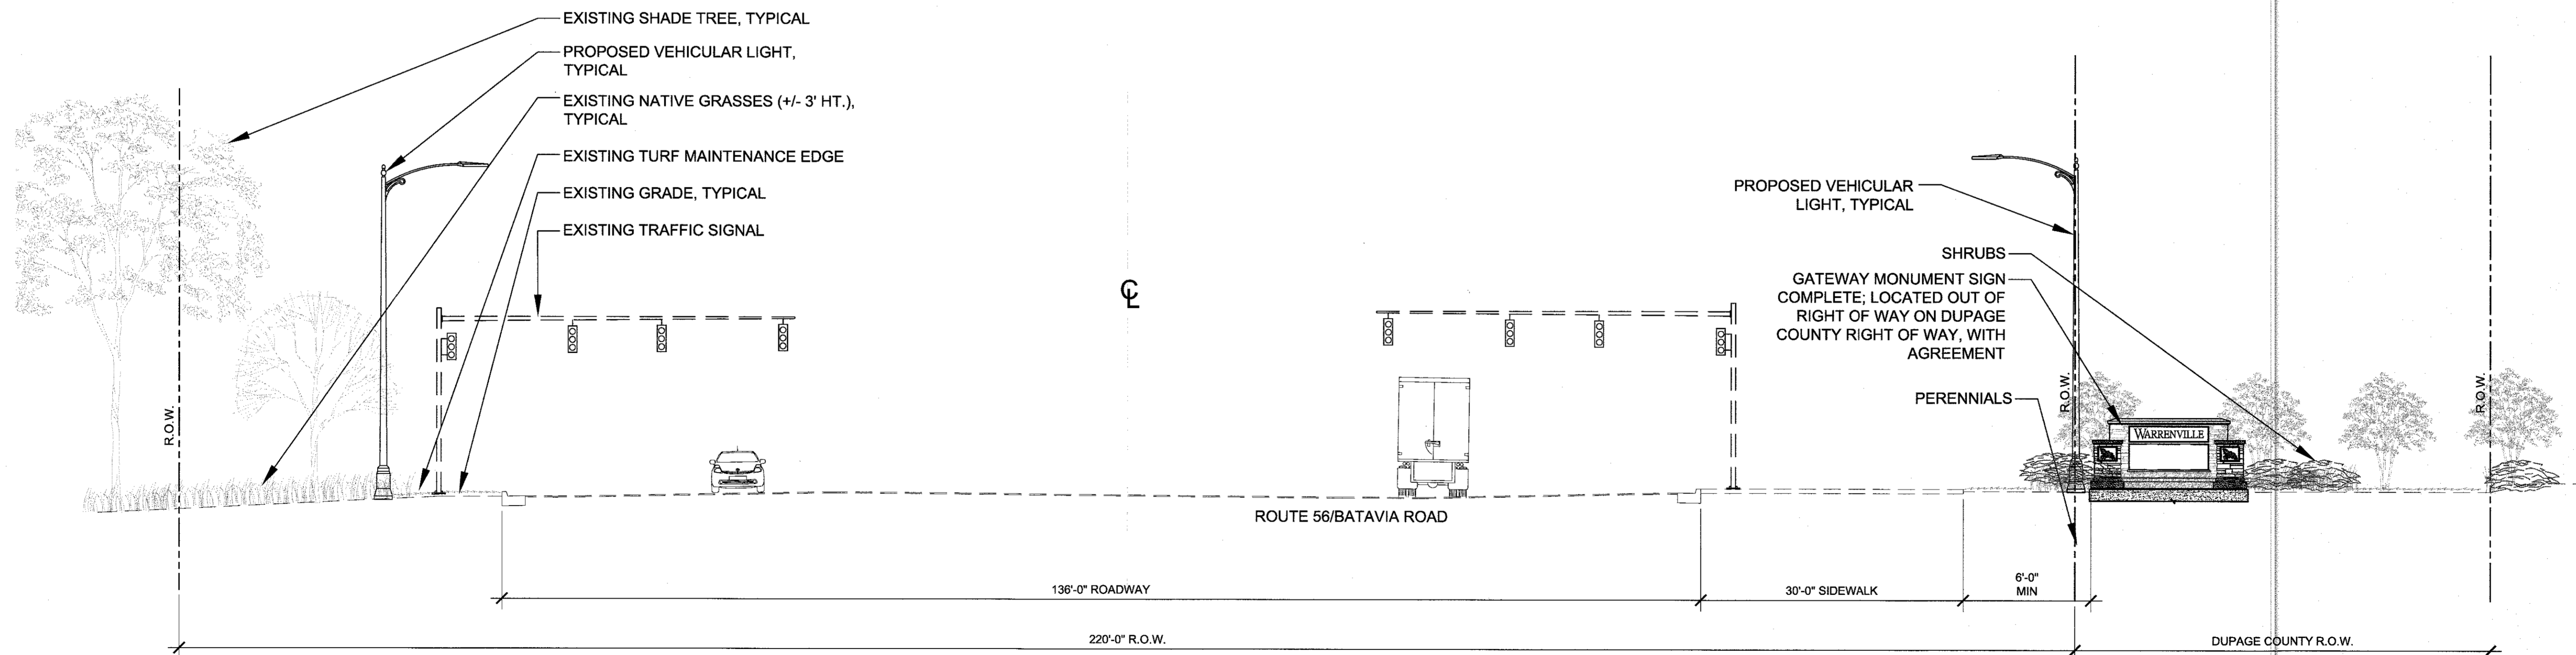 EXISTING SHADE TREE, TYPICAL
PROPOSED VEHICULAR LIGHT,
TYPICAL
EXISTING NATIVE GRASSES (+/- 3' HT.),
TYPICAL
EXISTING TURF MAINTENANCE EDGE
EXISTING GRADE, TYPICAL
EXISTING TRAFFIC SIGNAL
℄
PROPOSED VEHICULAR
LIGHT, TYPICAL
SHRUBS
GATEWAY MONUMENT SIGN
COMPLETE; LOCATED OUT OF
RIGHT OF WAY ON DUPAGE
COUNTY RIGHT OF WAY, WITH
AGREEMENT
PERENNIALS
R.O.W.
R.O.W.
R.O.W.
WARRENVILLE
ROUTE 56/BATAVIA ROAD
136'-0" ROADWAY
30'-0" SIDEWALK
6'-0"
MIN
220'-0" R.O.W.
DUPAGE COUNTY R.O.W.